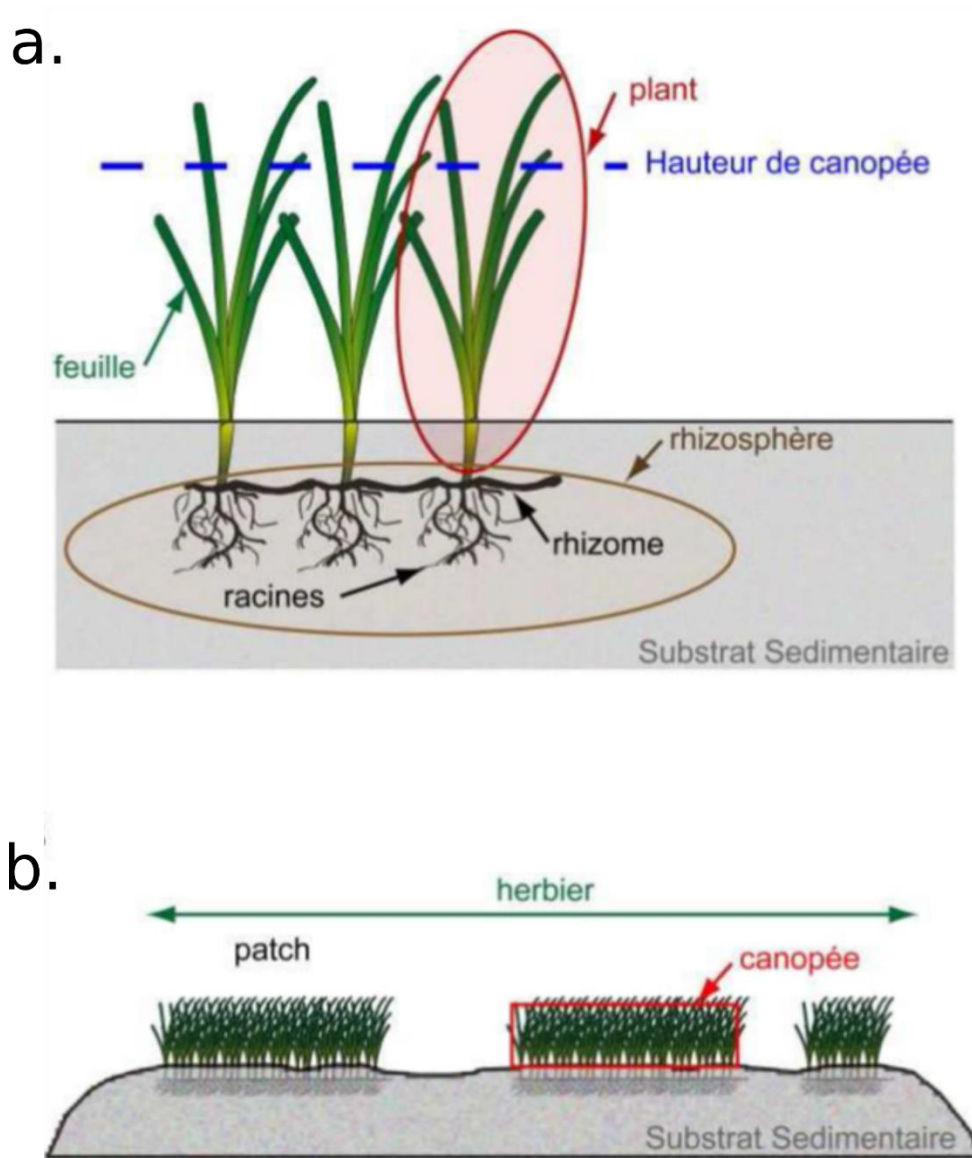 a.
plant
Hauteur de canopée
feuille
rhizosphère
rhizome
racines
Substrat Sedimentaire
b.
herbier
patch
canopée
Substrat Sedimentaire